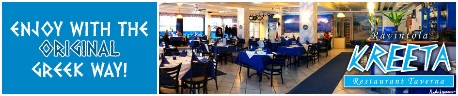 ENJOY WITH THE
ORIGINAL
GREEK WAY!
Ravintola
KREETA
Restaurant Taverna